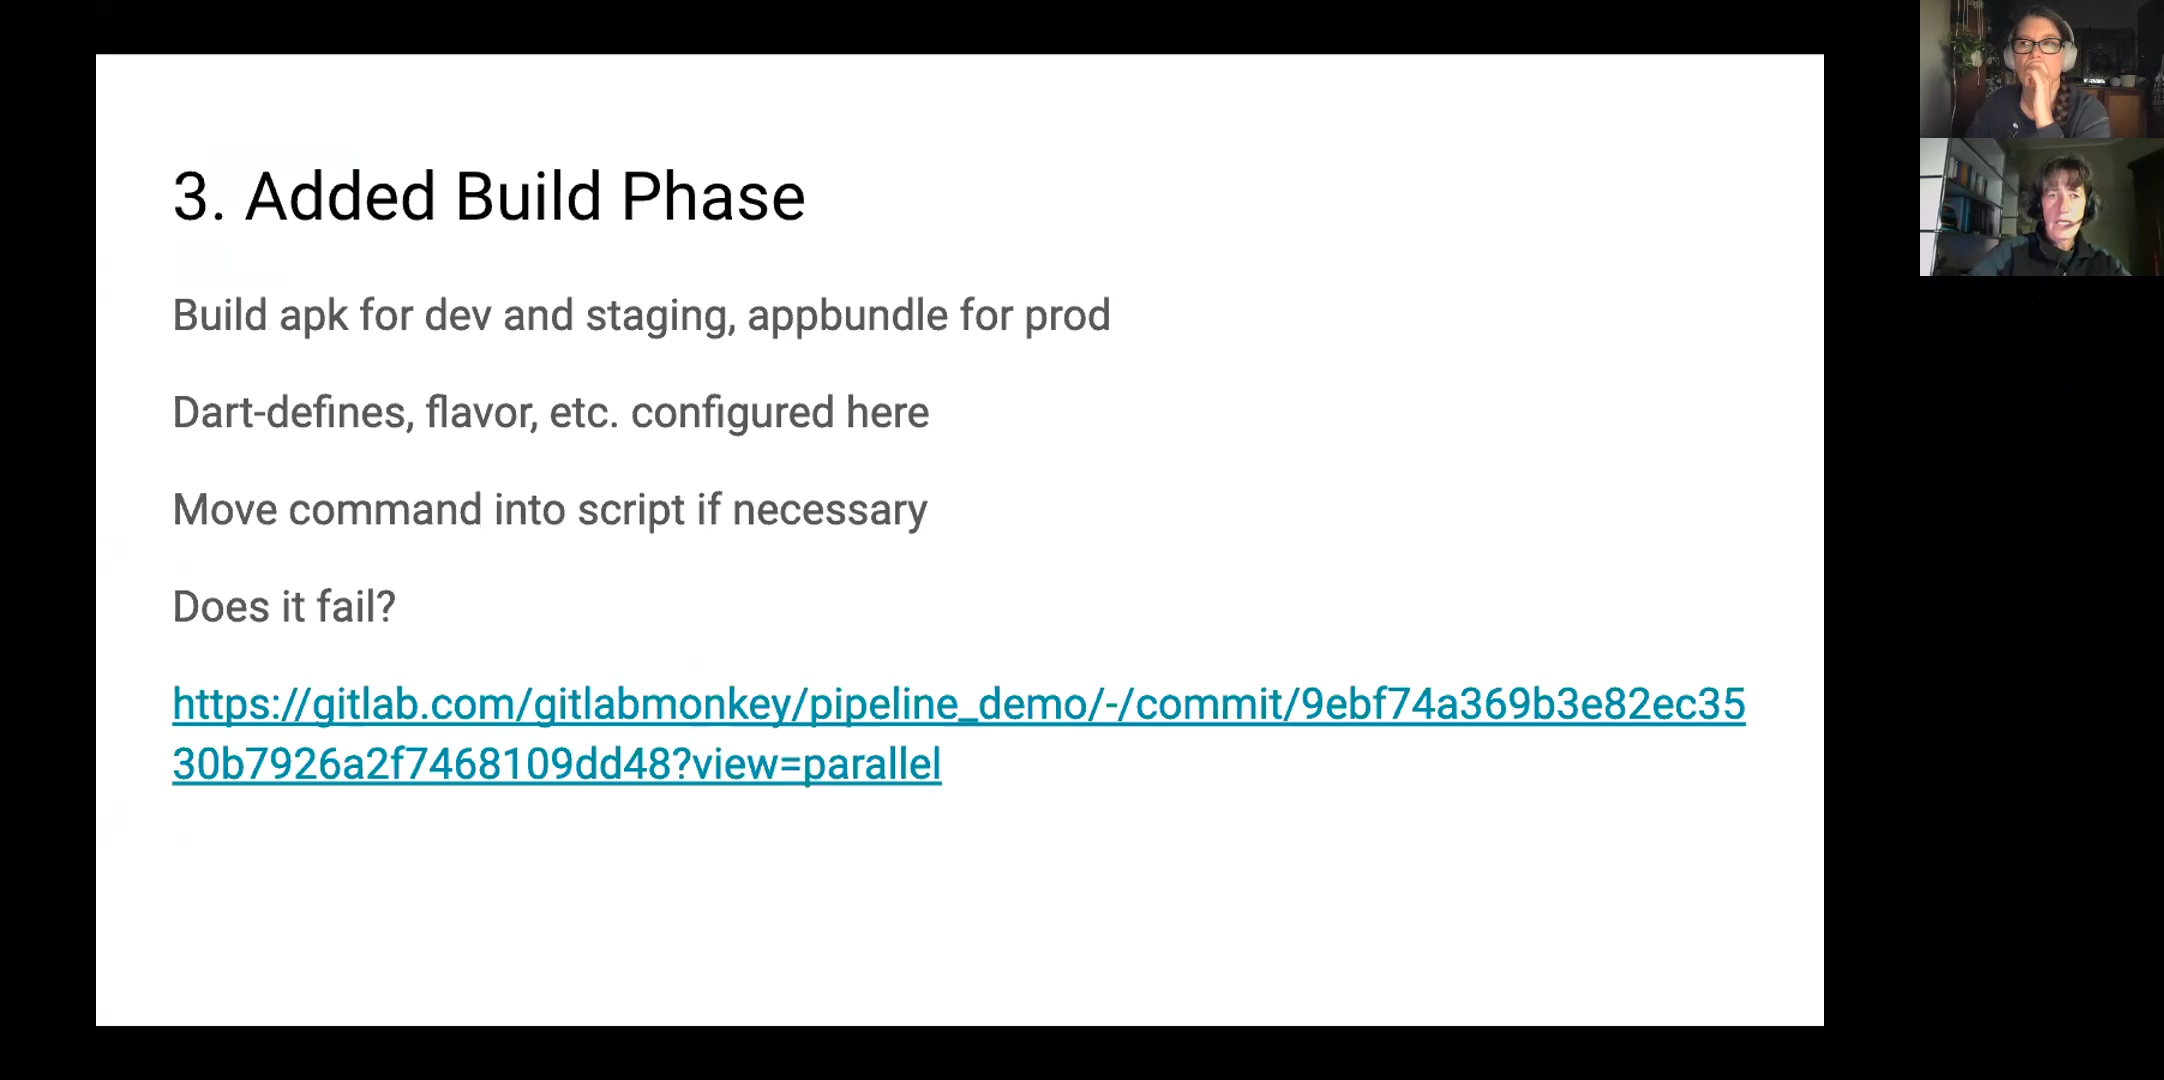 3. Added Build Phase
Build apk for dev and staging, appbundle for prod
Dart-defines, flavor, etc. configured here
Move command into script if necessary
Does it fail?
https://gitlab.com/gitlabmonkey/pipeline_demo/-/commit/9ebf74a369b3e82ec35
30b7926a2f7468109dd48?view=parallel